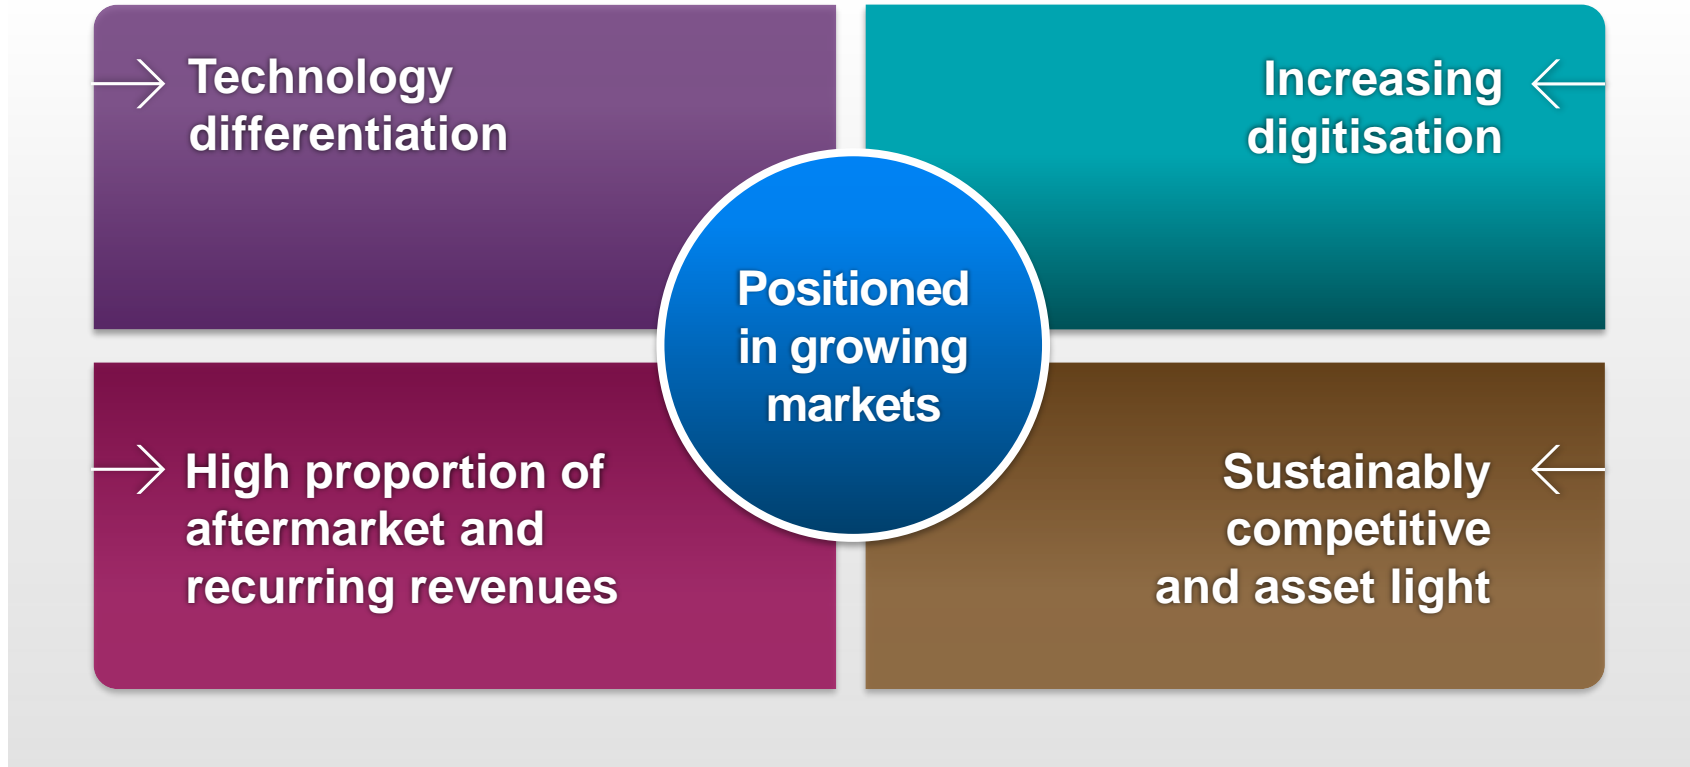 Technology
differentiation
Increasing
digitisation
Positioned
in growing
markets
High proportion of
aftermarket and
recurring revenues
Sustainably
competitive
and asset light